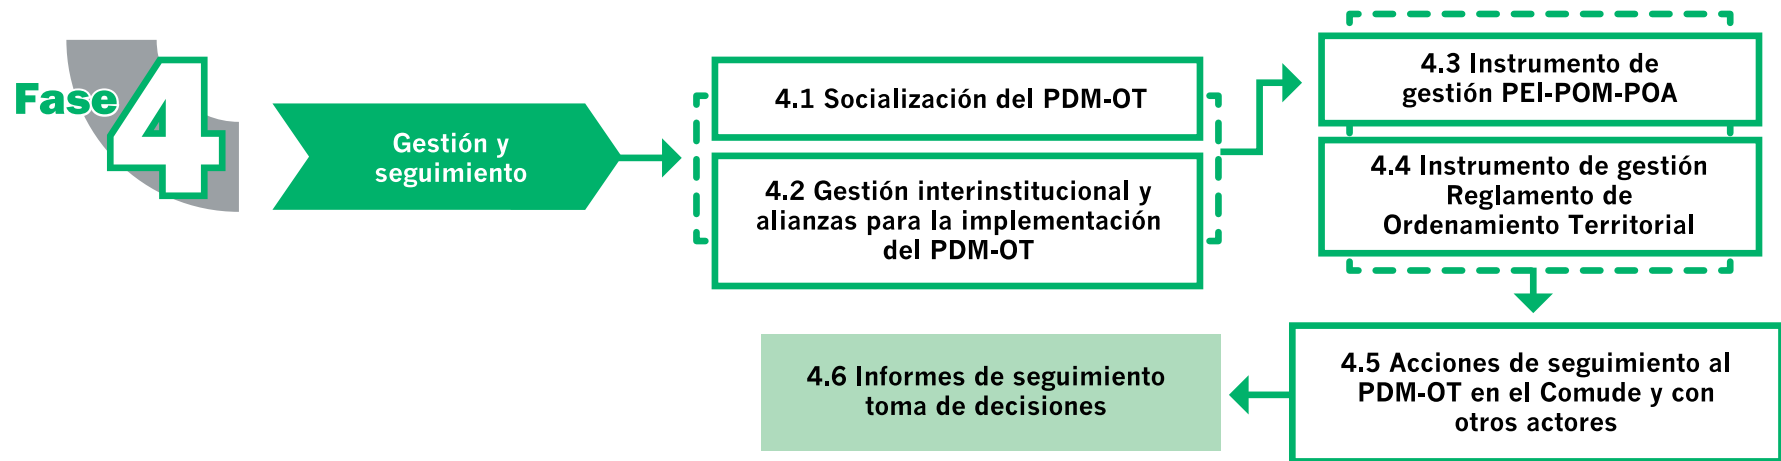 Fase 4
Gestión y
seguimiento
4.1 Socialización del PDM-OT
4.2 Gestión interinstitucional y
alianzas para la implementación
del PDM-OT
4.3 Instrumento de
gestión PEI-POM-POA
4.4 Instrumento de gestión
Reglamento de
Ordenamiento Territorial
4.5 Acciones de seguimiento al
PDM-OT en el Comude y con
otros actores
4.6 Informes de seguimiento
toma de decisiones